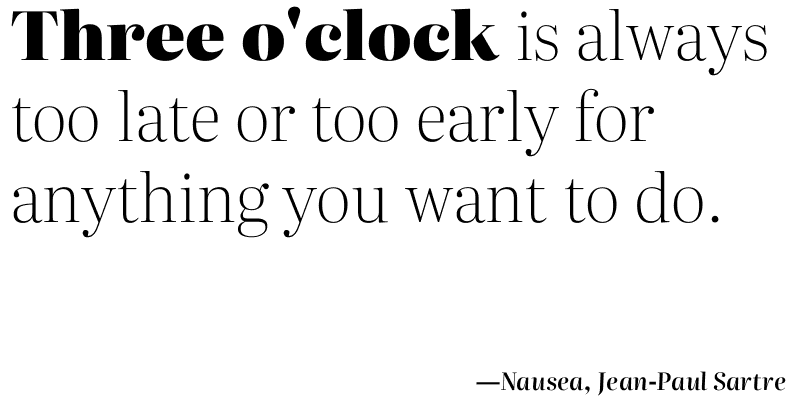 Three o'clock is always
too late or too early for
anything you want to do.
—Nausea, Jean-Paul Sartre